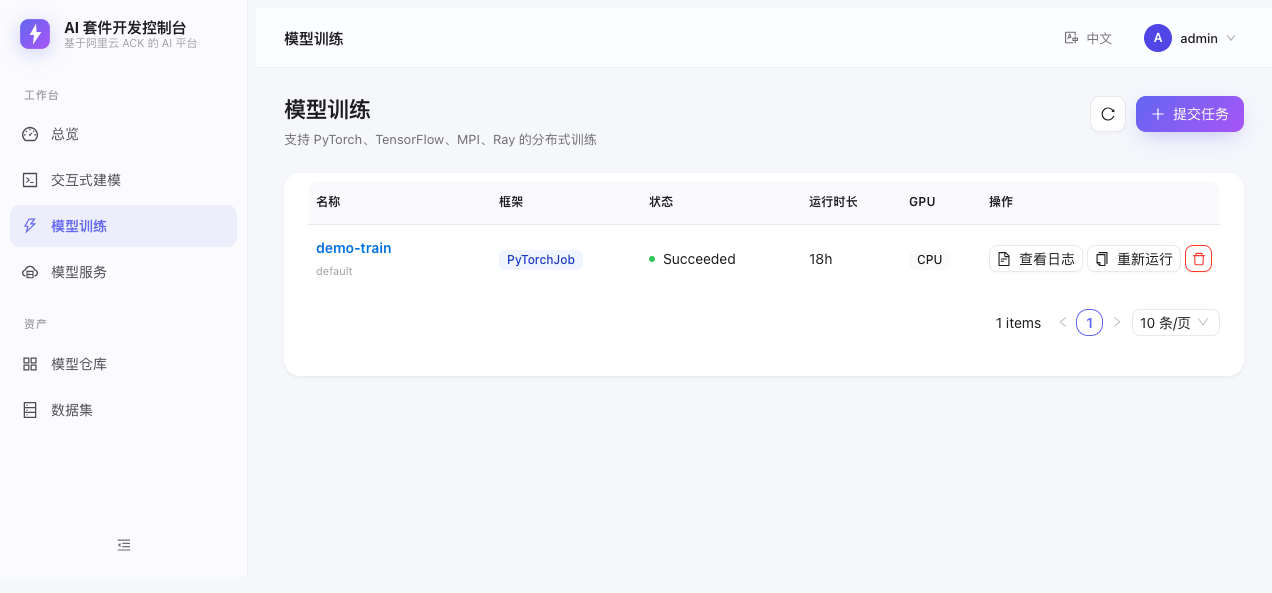 AI 套件开发控制台
基于阿里云 ACK 的 AI 平台
工作台
总览
交互式建模
模型训练
模型服务
资产
模型仓库
数据集
模型训练
中文
A
admin
模型训练
支持 PyTorch、TensorFlow、MPI、Ray 的分布式训练
提交任务
名称 框架 状态 运行时长 GPU 操作
demo-train
default
PyTorchJob Succeeded 18h CPU 查看日志 重新运行
1 items 1 10 条/页